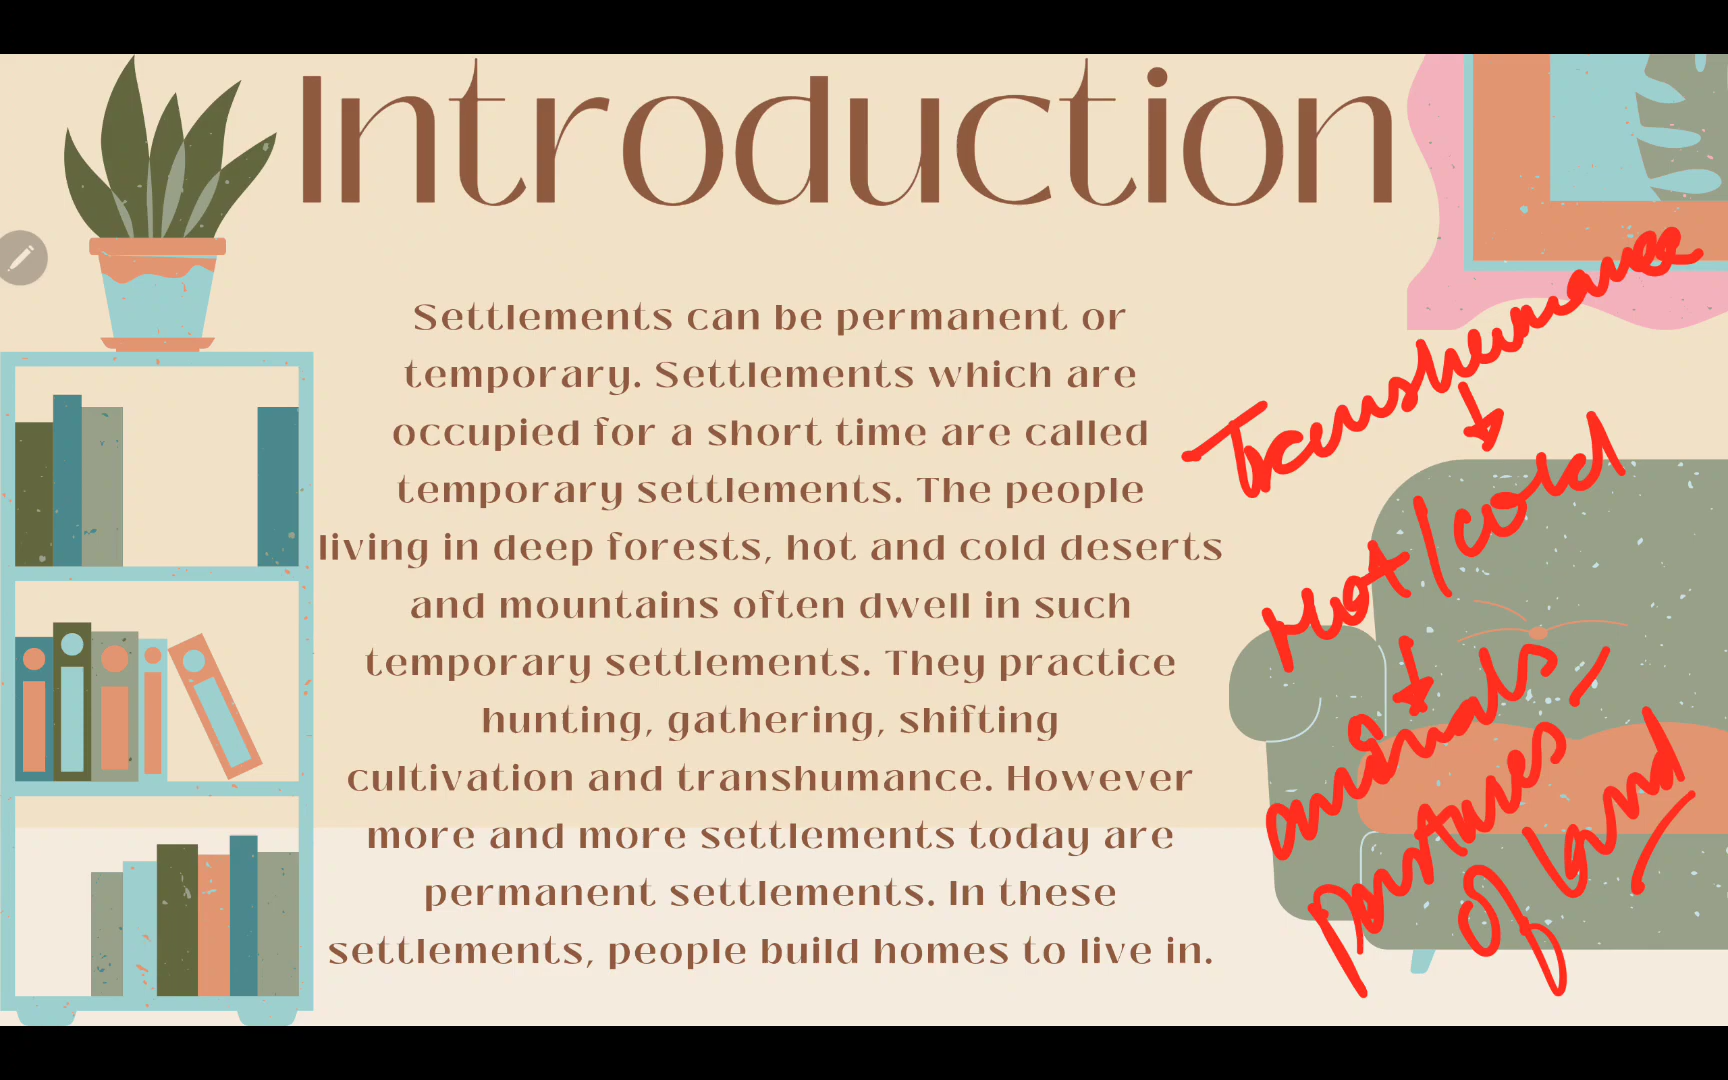 Introduction
Settlements can be permanent or
temporary. Settlements which are
occupied for a short time are called
temporary settlements. The people
living in deep forests, hot and cold deserts
and mountains often dwell in such
temporary settlements. They practice
hunting, gathering, shifting
cultivation and transhumance. However
more and more settlements today are
permanent settlements. In these
settlements, people build homes to live in.
Transhumance
Hot/cold
animals
pastures
of land